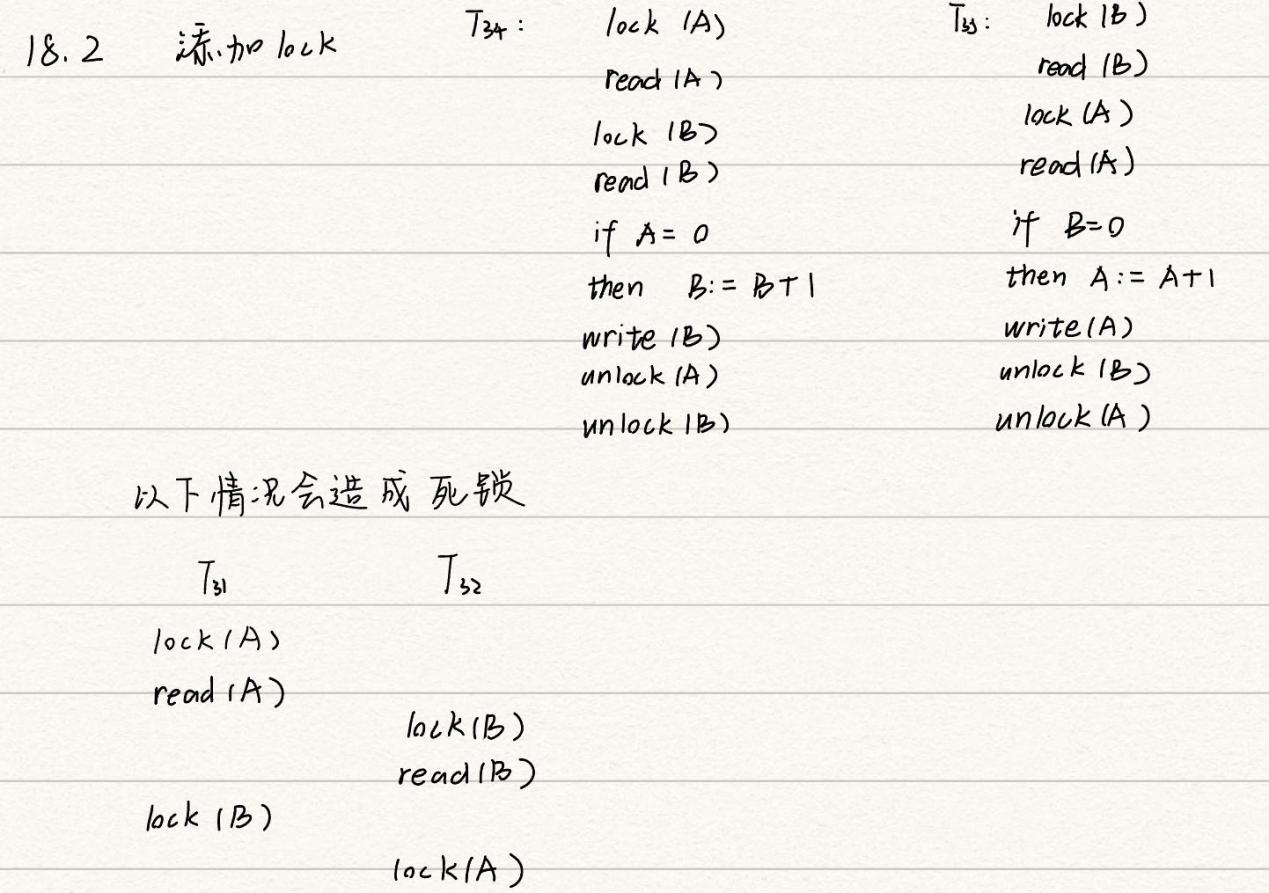 18.2 添加lock
T34: lock (A)
read (A)
lock (B)
read (B)
if A = 0
then B := B+1
write (B)
unlock (A)
unlock (B)
T33: lock (B)
read (B)
lock (A)
read (A)
if B=0
then A := A+1
write(A)
unlock (B)
unlock (A)
以下情况会造成死锁
T31 T32
lock (A)
read (A)
lock (B)
read (B)
lock (B)
lock (A)